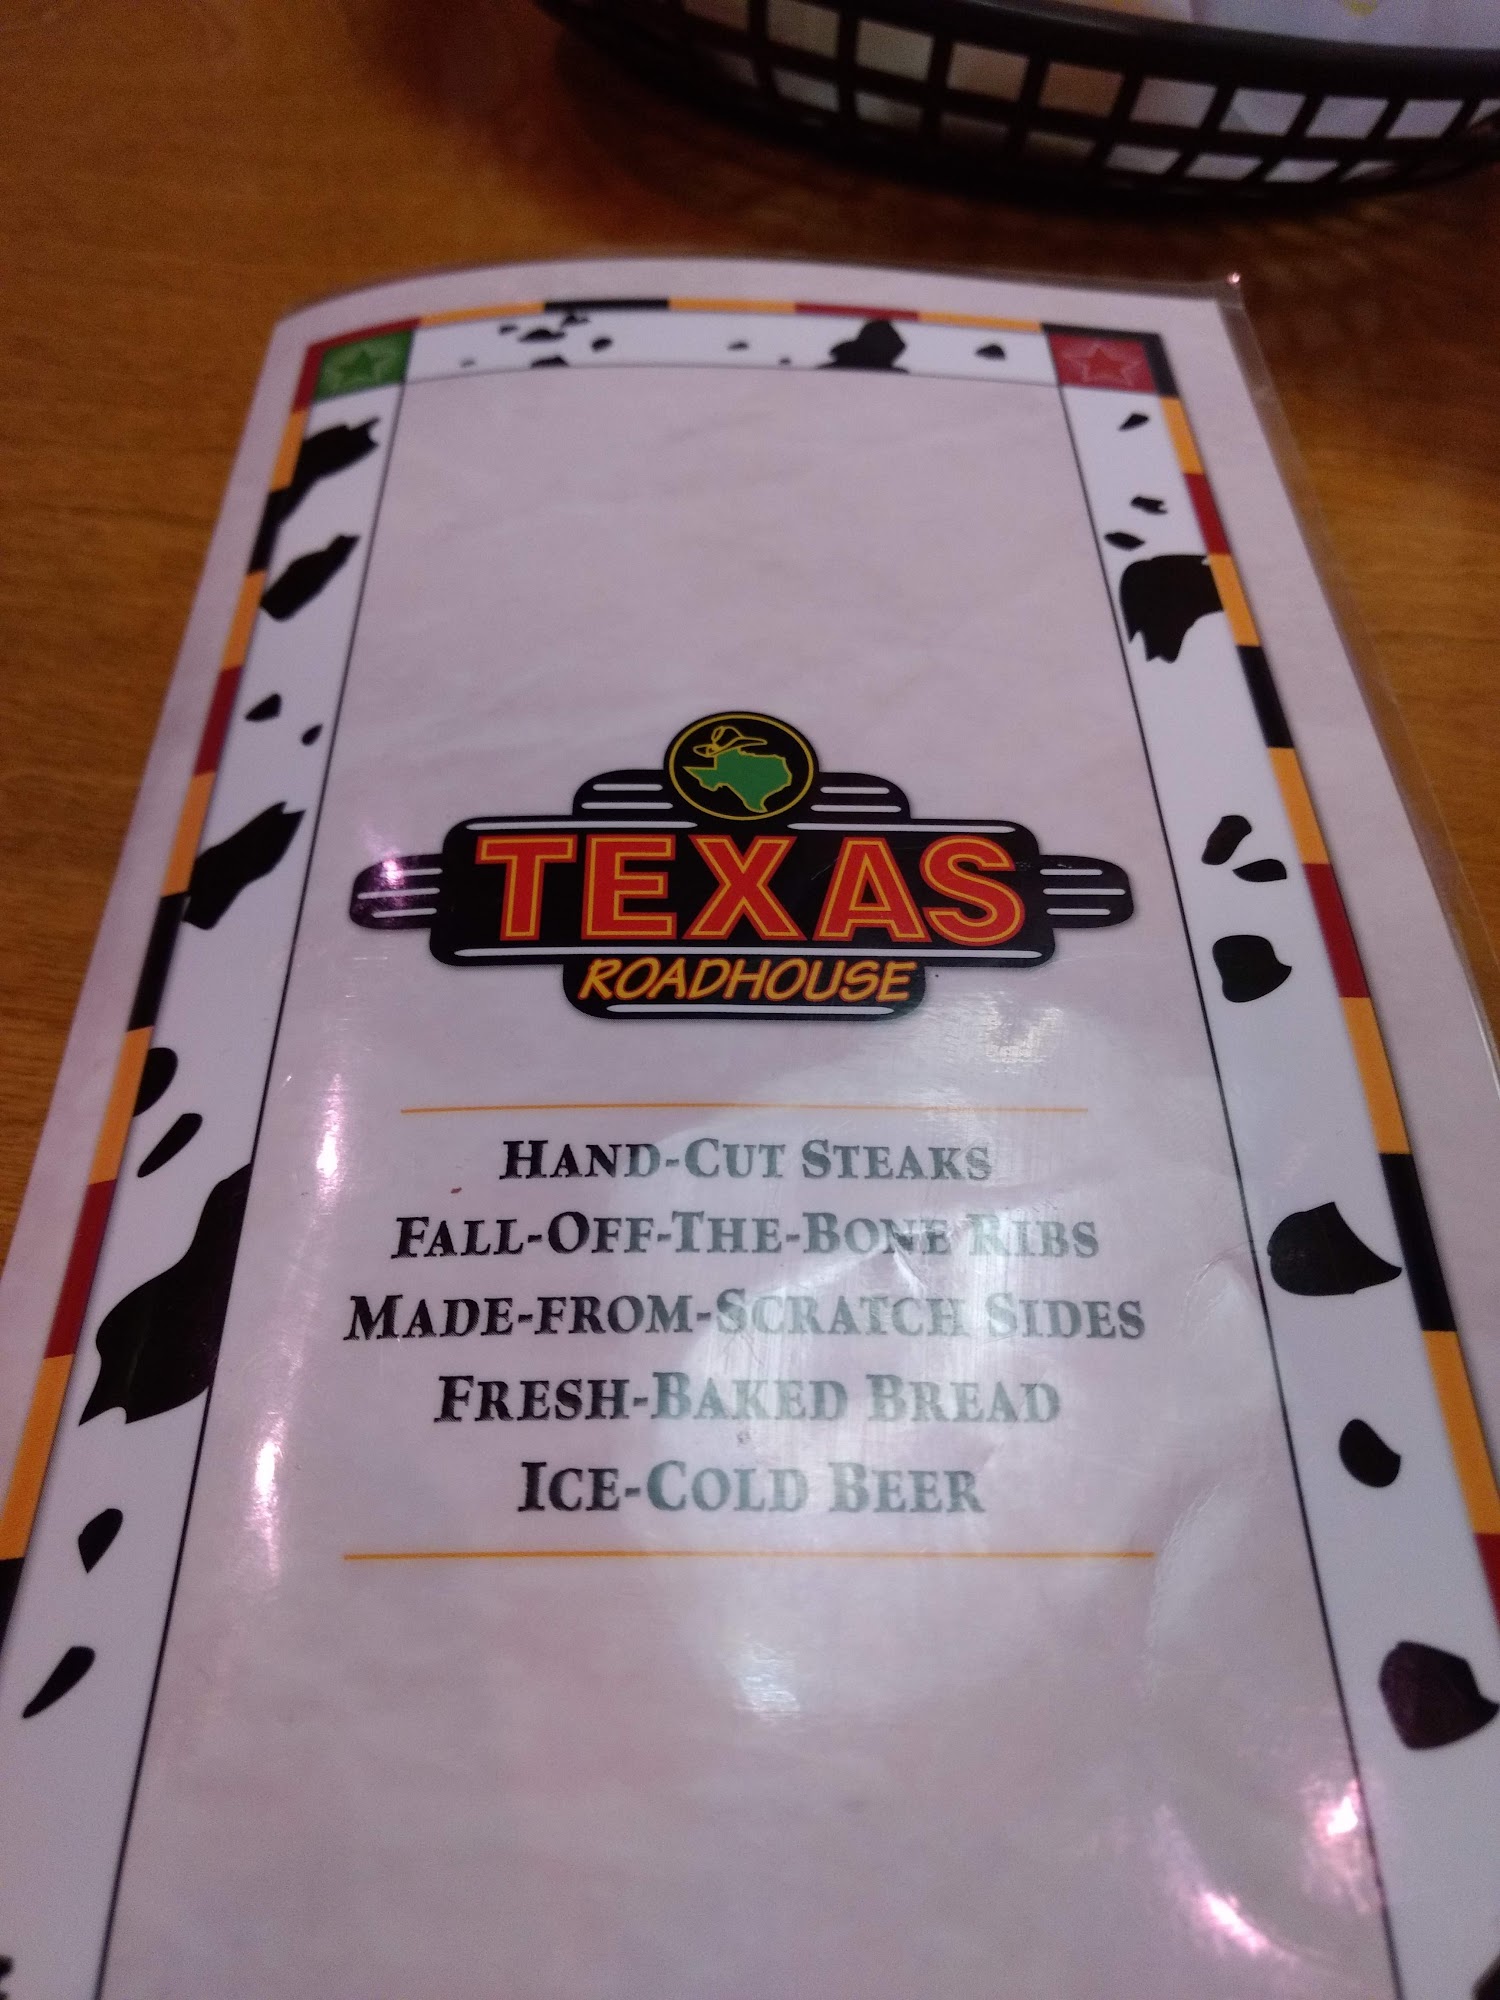 TEXAS
ROADHOUSE
HAND-CUT STEAKS
FALL-OFF-THE-BONE RIBS
MADE-FROM-SCRATCH SIDES
FRESH-BAKED BREAD
ICE-COLD BEER